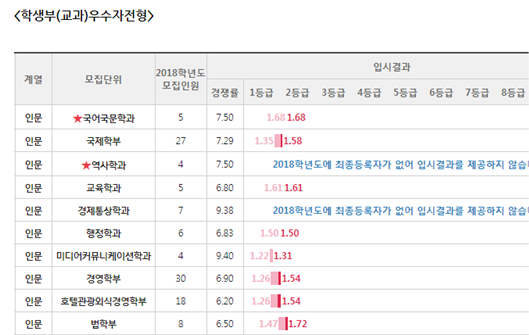 <학생부(교과)우수자전형>
계열 모집단위 2018학년도 모집인원 입시결과
경쟁률 1등급 2등급 3등급 4등급 5등급 6등급 7등급 8등급
인문 ★국어국문학과 5 7.50 1.68 1.68
인문 국제학부 27 7.29 1.35 1.58
인문 ★역사학과 4 7.50 2018학년도에 최종등록자가 없어 입시결과를 제공하지 않습
인문 교육학과 5 6.80 1.61 1.61
인문 경제통상학과 7 9.38 2018학년도에 최종등록자가 없어 입시결과를 제공하지 않습
인문 행정학과 6 6.83 1.50 1.50
인문 미디어커뮤니케이션학과 4 9.40 1.22 1.31
인문 경영학부 30 6.90 1.26 1.54
인문 호텔관광외식경영학부 18 6.20 1.26 1.54
인문 법학부 8 6.50 1.47 1.72